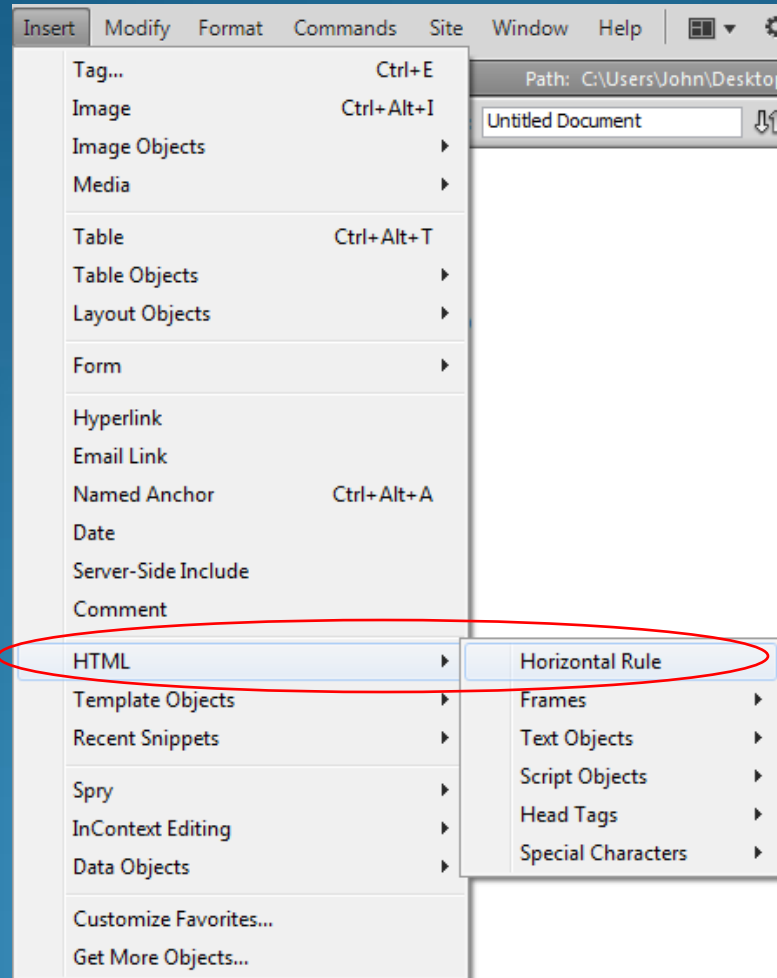 Insert Modify Format Commands Site Window Help
Tag... Ctrl+E
Path: C:\Users\John\Desktop
Image Ctrl+Alt+I
Untitled Document
Image Objects
Media
Table Ctrl+Alt+T
Table Objects
Layout Objects
Form
Hyperlink
Email Link
Named Anchor Ctrl+Alt+A
Date
Server-Side Include
Comment
HTML
Horizontal Rule
Template Objects
Frames
Recent Snippets
Text Objects
Script Objects
Spry
Head Tags
InContext Editing
Special Characters
Data Objects
Customize Favorites...
Get More Objects...